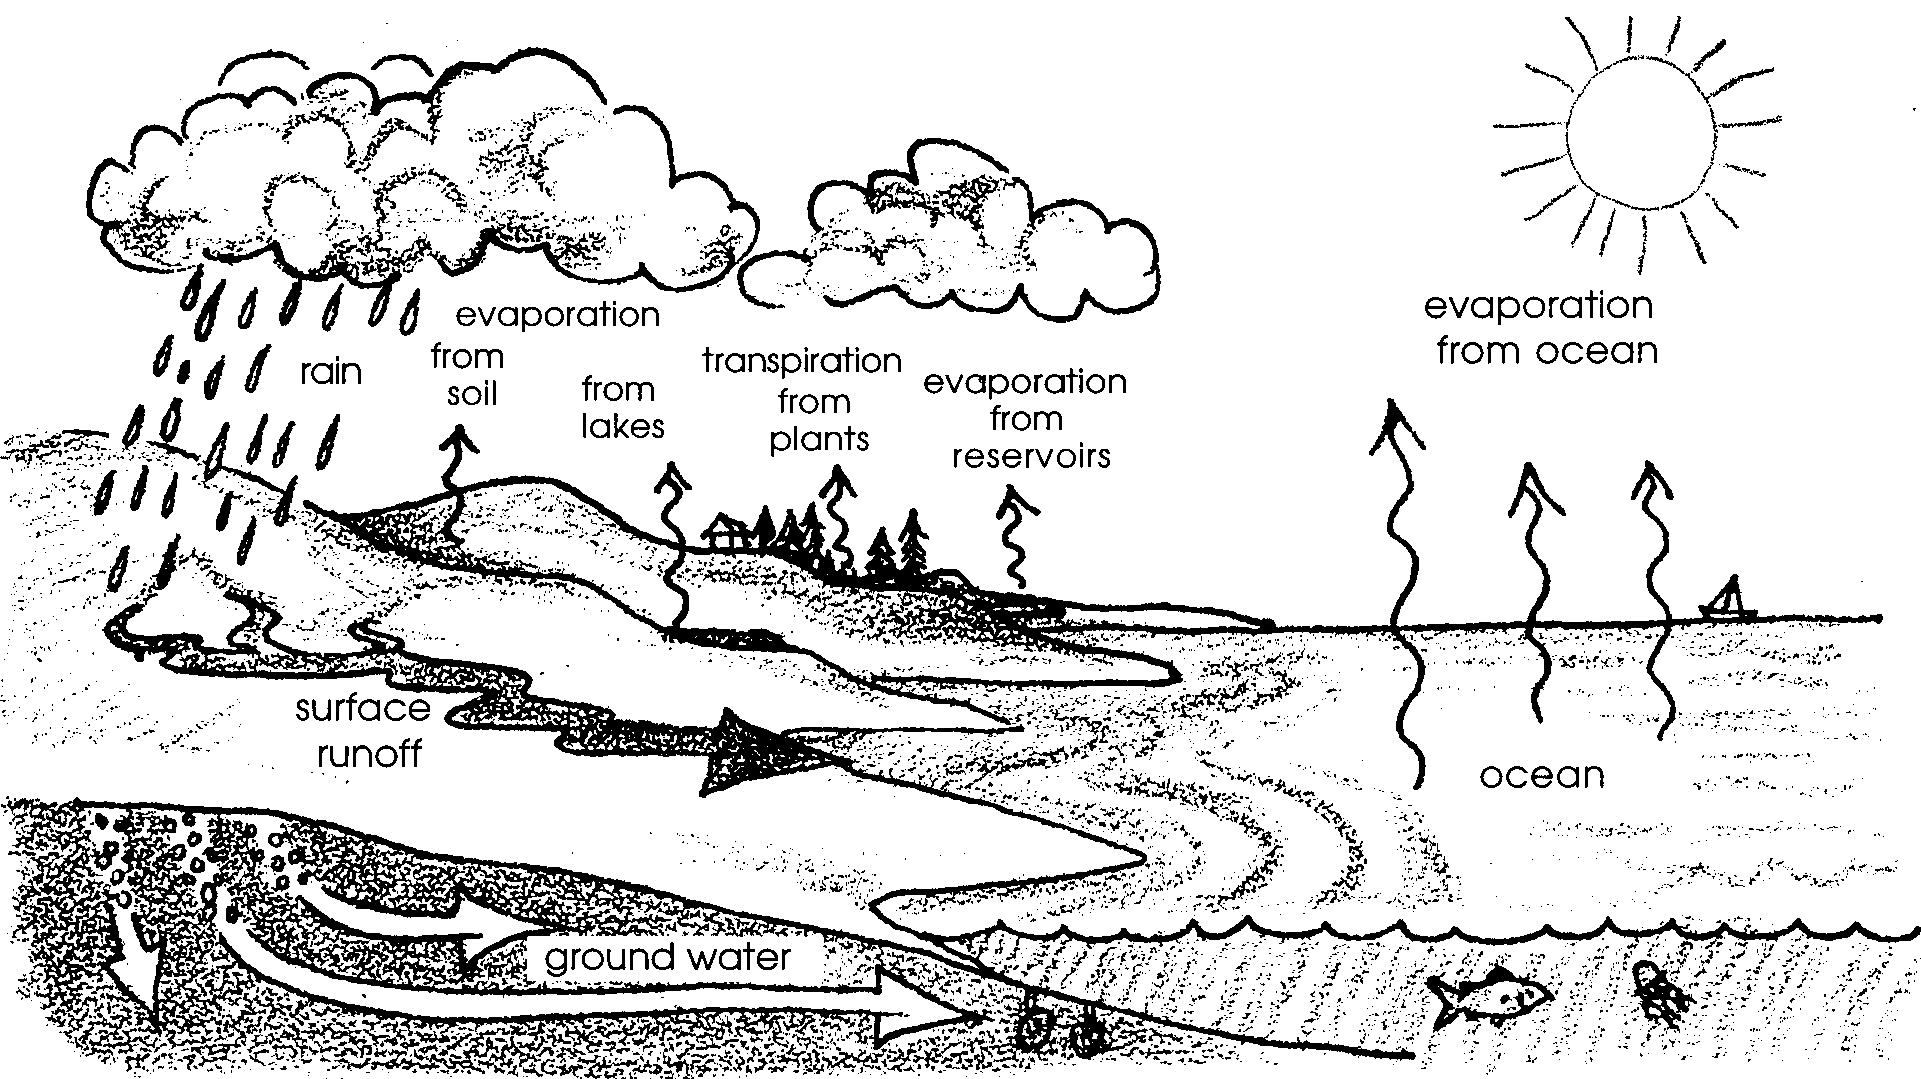 evaporation
from
soil
rain
from
lakes
transpiration
from
plants
evaporation
from
reservoirs
evaporation
from ocean
surface
runoff
ocean
ground water